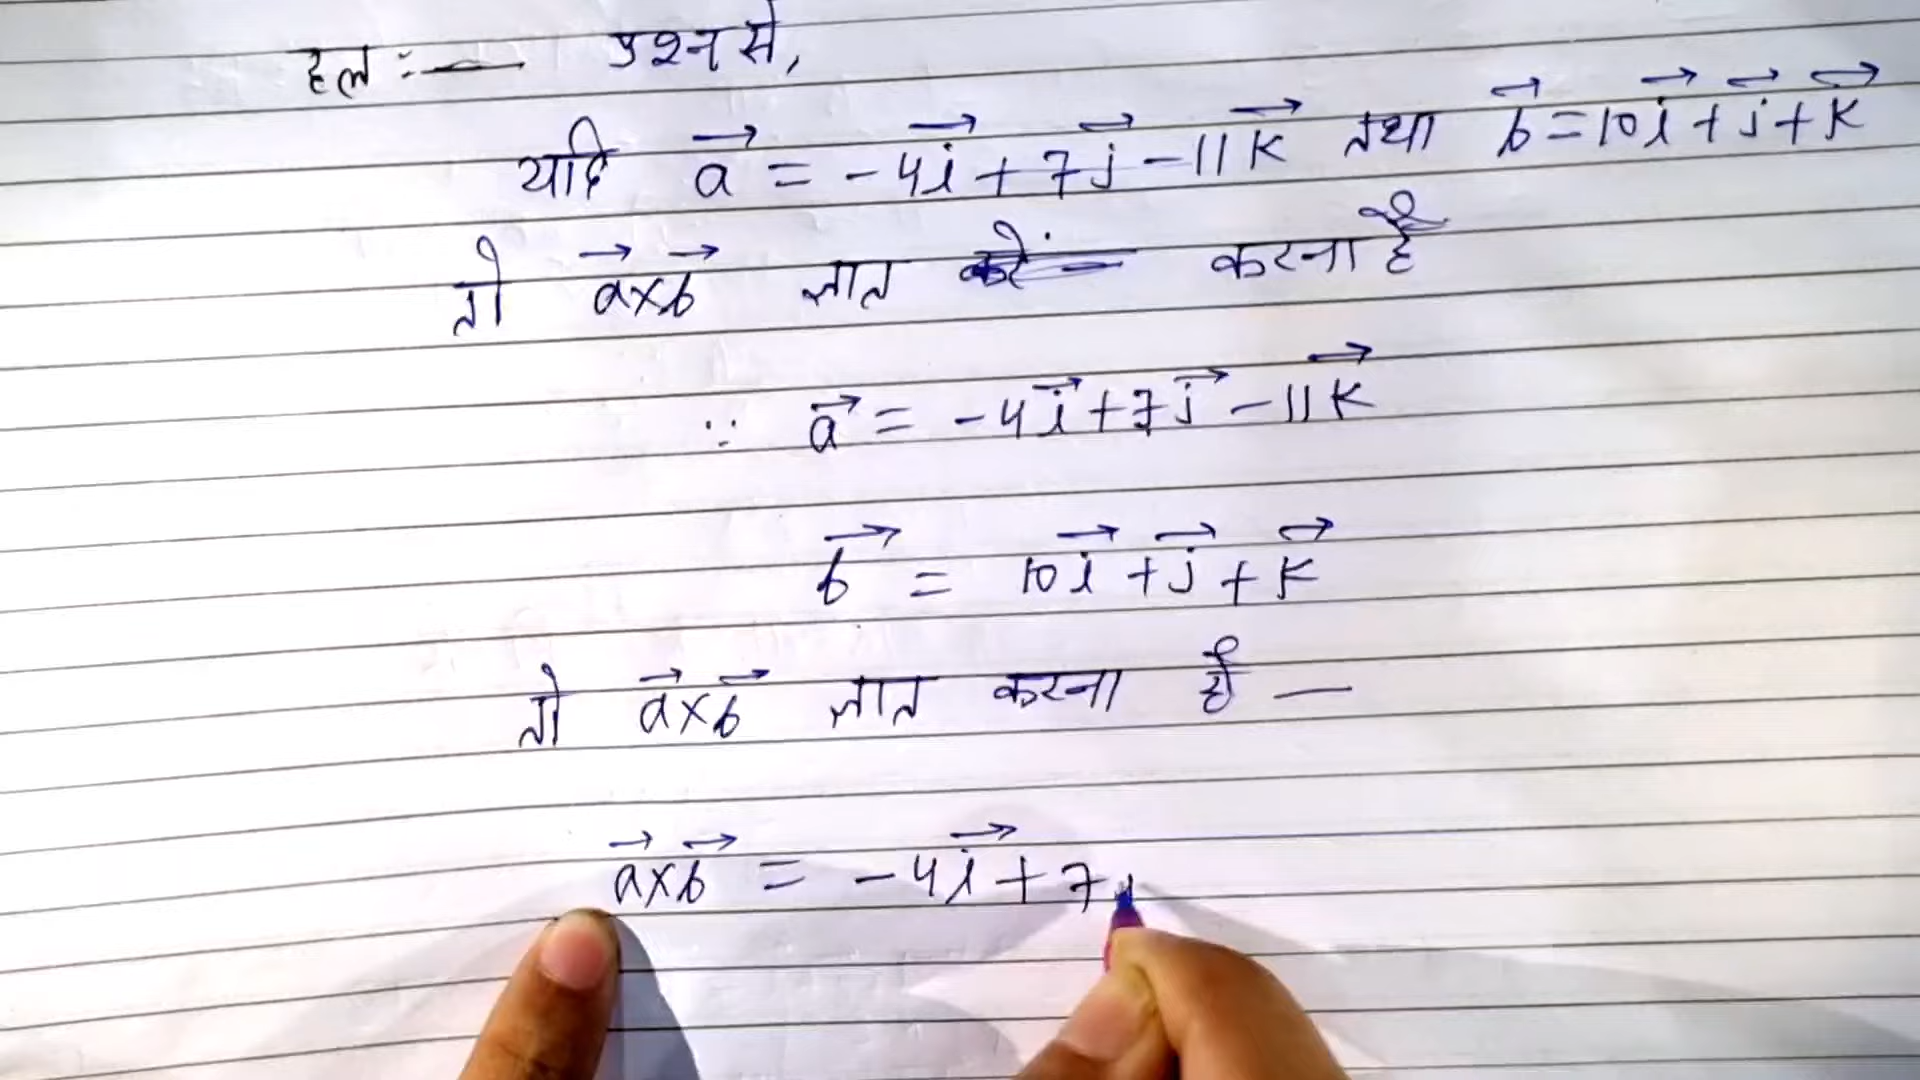 हल :— प्रश्न से,
यदि a⃗ = -4i⃗ + 7j⃗ - 11k⃗ तथा b⃗ = 10i⃗ + j⃗ + k⃗
तो a⃗×b⃗ ज्ञात करना है
∵ a⃗ = -4i⃗ + 7j⃗ - 11k⃗
b⃗ = 10i⃗ + j⃗ + k⃗
तो a⃗×b⃗ ज्ञात करना है —
a⃗×b⃗ = -4i⃗ + 7